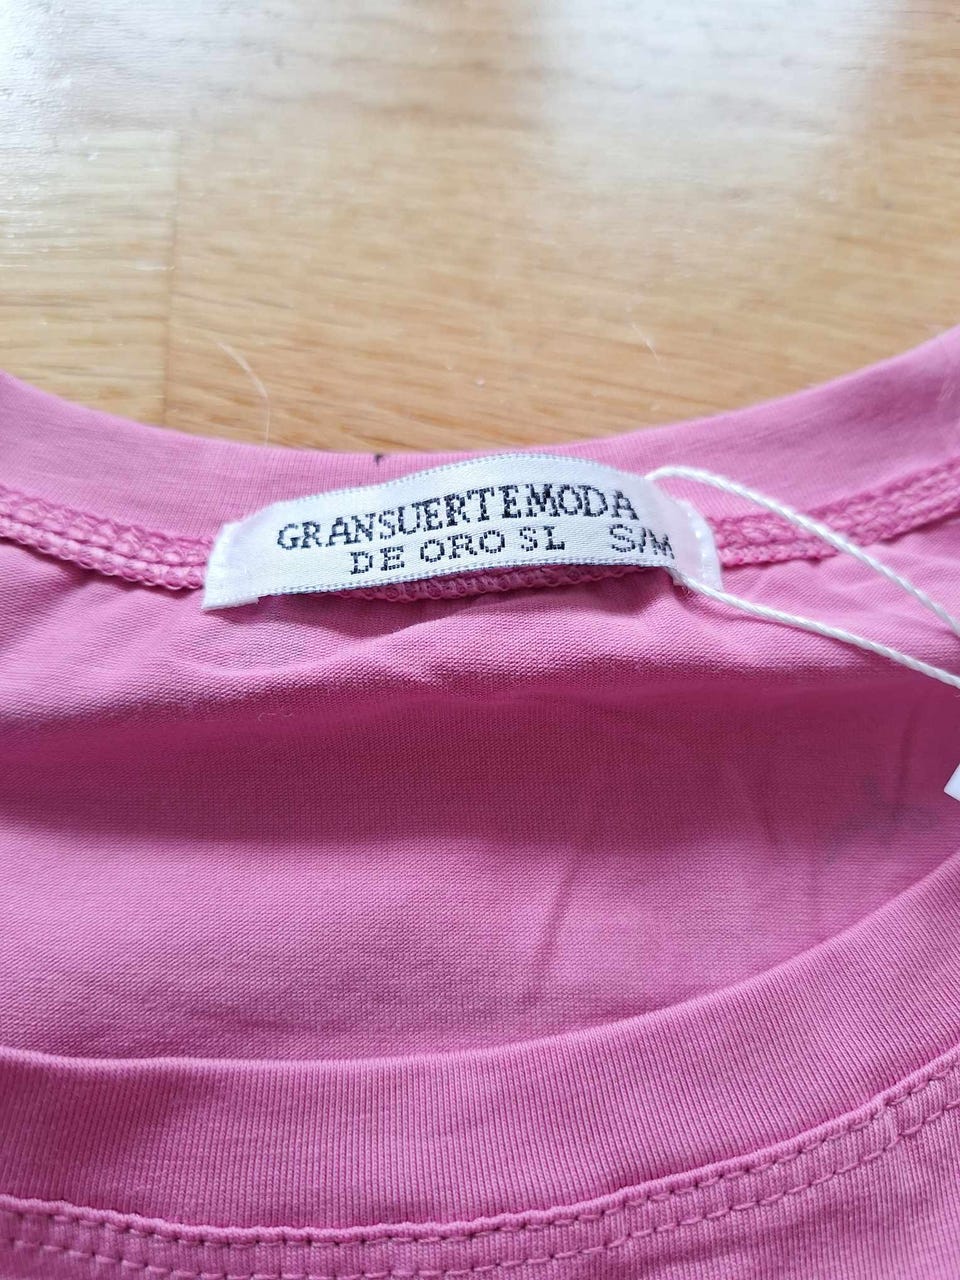 GRANSUERTEMODA
DE ORO SL S/M